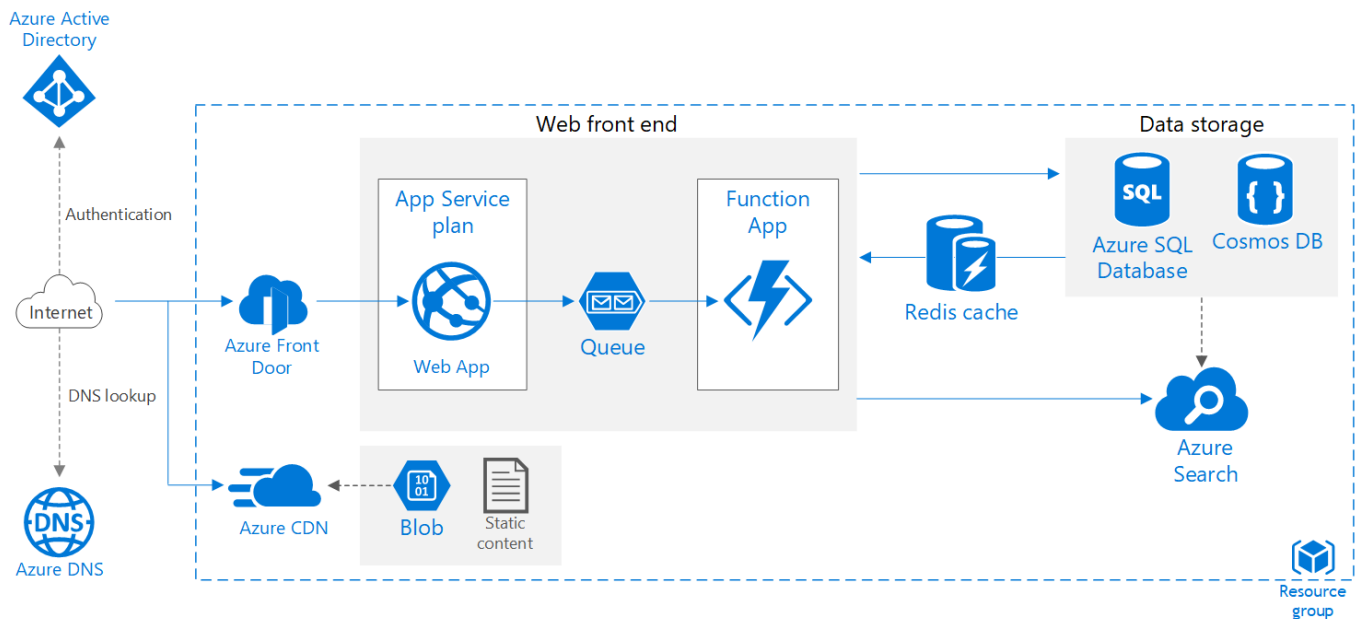 Azure Active
Directory
Web front end
Data storage
App Service
plan
Function
App
SQL
{ }
Azure SQL
Database
Cosmos DB
Authentication
Internet
Redis cache
Azure Front
Door
Web App
Queue
DNS lookup
Azure
Search
10
01
Azure CDN
Blob
Static
content
DNS
Azure DNS
Resource
group